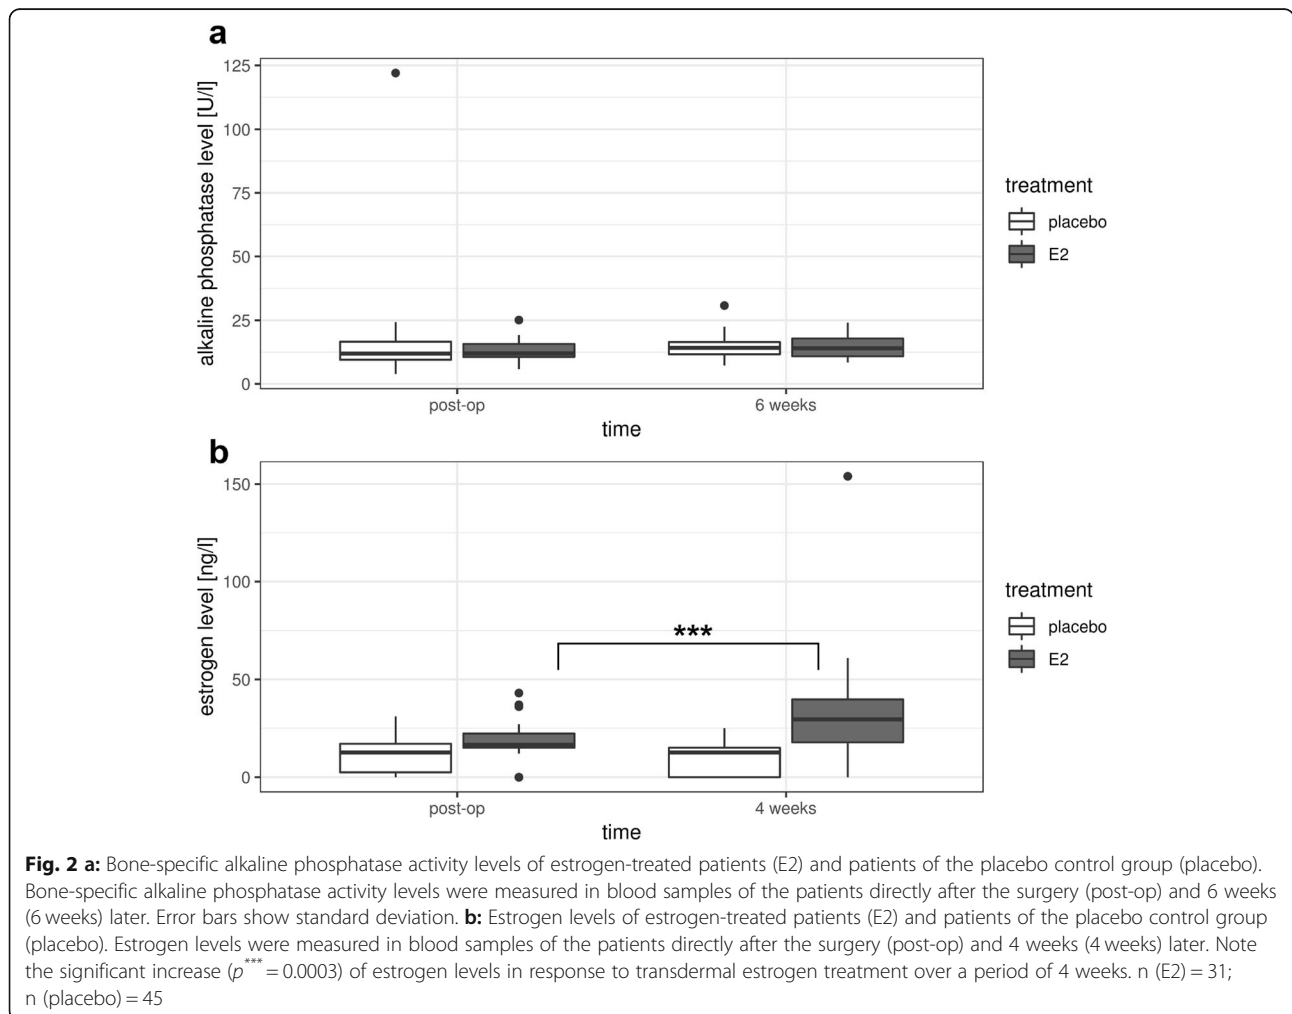 a
125
100
75
50
25
0
alkaline phosphatase level [U/l]
post-op
6 weeks
time
treatment
placebo
E2
b
150
100
50
0
estrogen level [ng/l]
***
post-op
4 weeks
time
treatment
placebo
E2
Fig. 2 a: Bone-specific alkaline phosphatase activity levels of estrogen-treated patients (E2) and patients of the placebo control group (placebo).
Bone-specific alkaline phosphatase activity levels were measured in blood samples of the patients directly after the surgery (post-op) and 6 weeks
(6 weeks) later. Error bars show standard deviation. b: Estrogen levels of estrogen-treated patients (E2) and patients of the placebo control group
(placebo). Estrogen levels were measured in blood samples of the patients directly after the surgery (post-op) and 4 weeks (4 weeks) later. Note
the significant increase (p*** = 0.0003) of estrogen levels in response to transdermal estrogen treatment over a period of 4 weeks. n (E2) = 31;
n (placebo) = 45